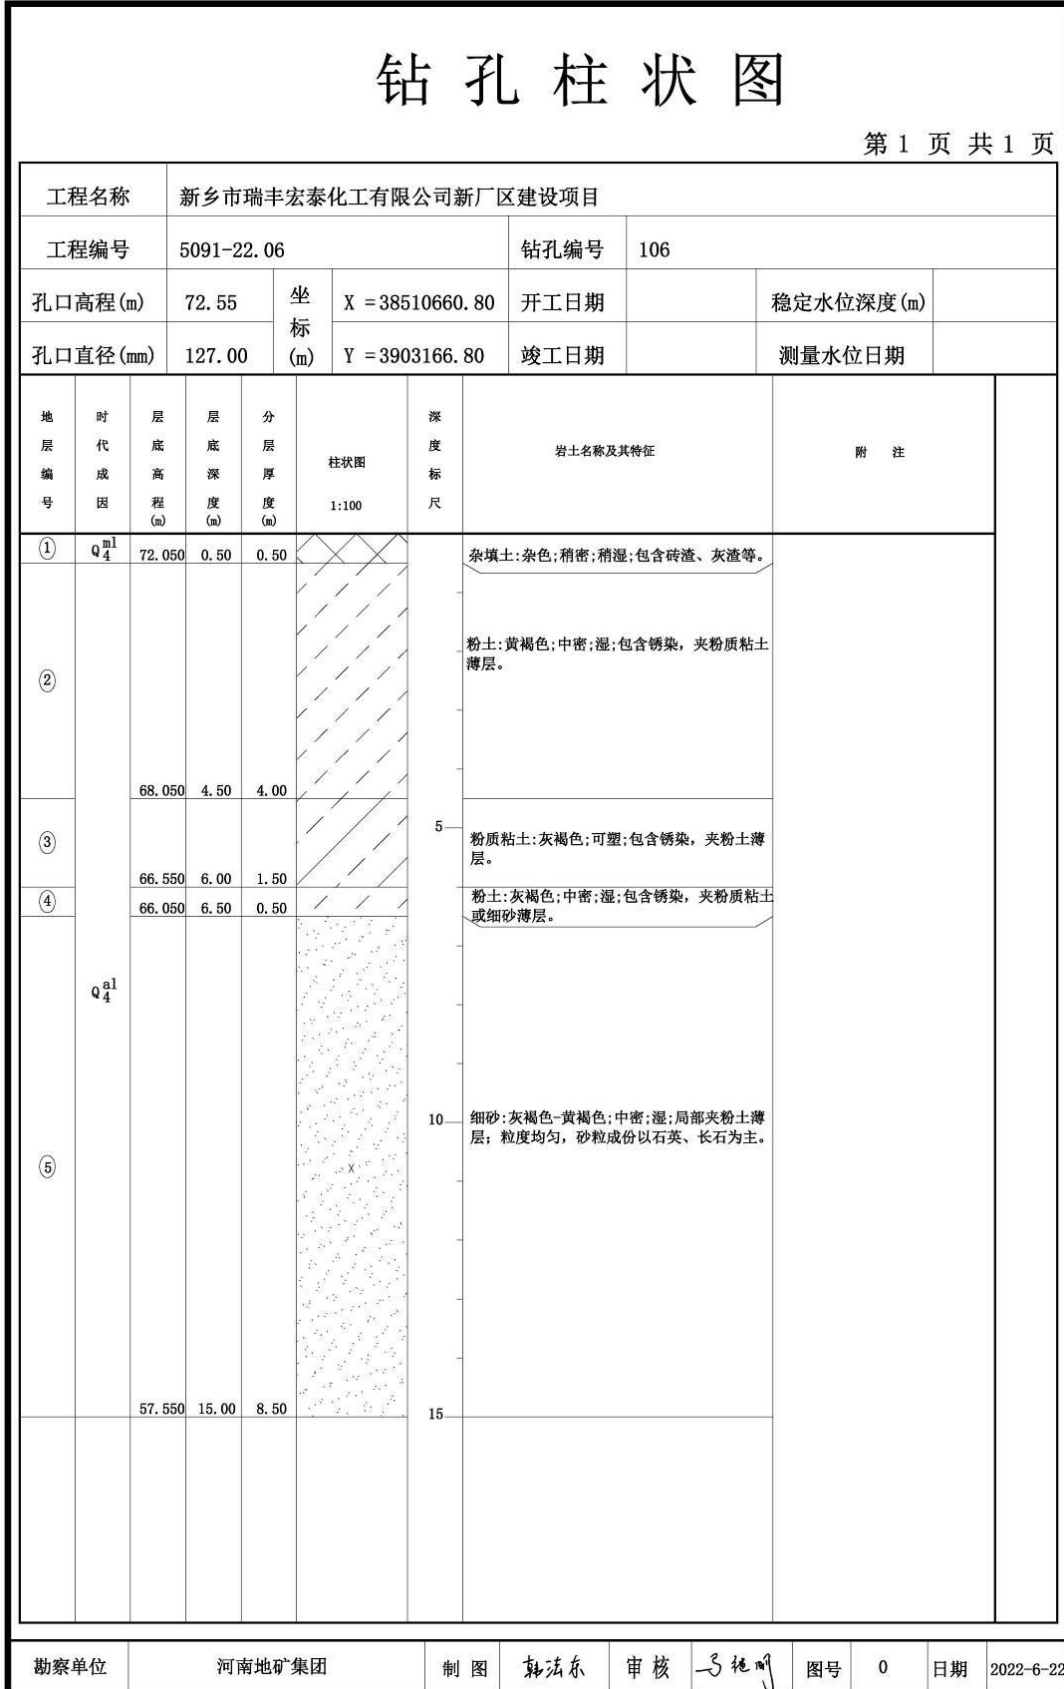 钻孔柱状图
第 1 页 共 1 页
工程名称 新乡市瑞丰宏泰化工有限公司新厂区建设项目
工程编号 5091-22.06 钻孔编号 106
孔口高程(m) 72.55 坐标(m) X =38510660.80 开工日期 稳定水位深度(m)
孔口直径(mm) 127.00 Y =3903166.80 竣工日期 测量水位日期
地层编号 时代成因 层底高程(m) 层底深度(m) 分层厚度(m) 柱状图 1:100 深度标尺 岩土名称及其特征 附 注
① Q4ml 72.050 0.50 0.50 杂填土:杂色;稍密;稍湿;包含砖渣、灰渣等。
粉土:黄褐色;中密;湿;包含锈染，夹粉质粘土
薄层。
②
68.050 4.50 4.00
5
粉质粘土:灰褐色;可塑;包含锈染，夹粉土薄
层。
③
66.550 6.00 1.50
粉土:灰褐色;中密;湿;包含锈染，夹粉质粘土
或细砂薄层。
④ 66.050 6.50 0.50
Q4al
10
细砂:灰褐色-黄褐色;中密;湿;局部夹粉土薄
层；粒度均匀，砂粒成份以石英、长石为主。
⑤
X
57.550 15.00 8.50 15
勘察单位 河南地矿集团 制 图 韩法东 审 核 图号 0 日期 2022-6-22